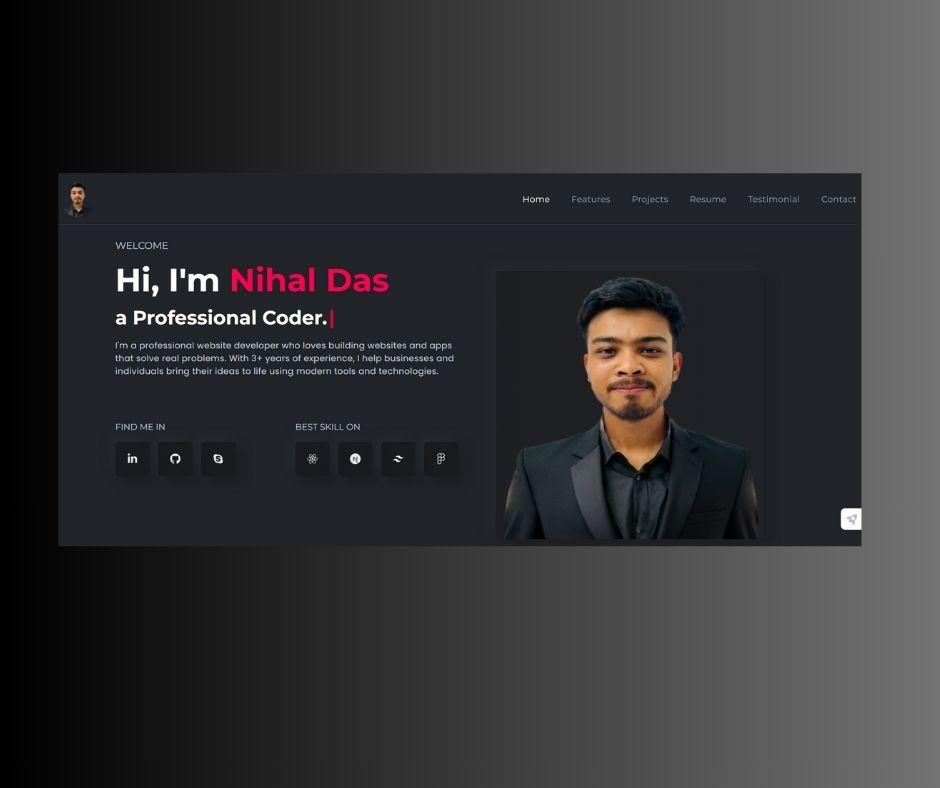 Home Features Projects Resume Testimonial Contact
WELCOME
Hi, I'm Nihal Das
a Professional Coder.|
I'm a professional website developer who loves building websites and apps
that solve real problems. With 3+ years of experience, I help businesses and
individuals bring their ideas to life using modern tools and technologies.
FIND ME IN
BEST SKILL ON
in